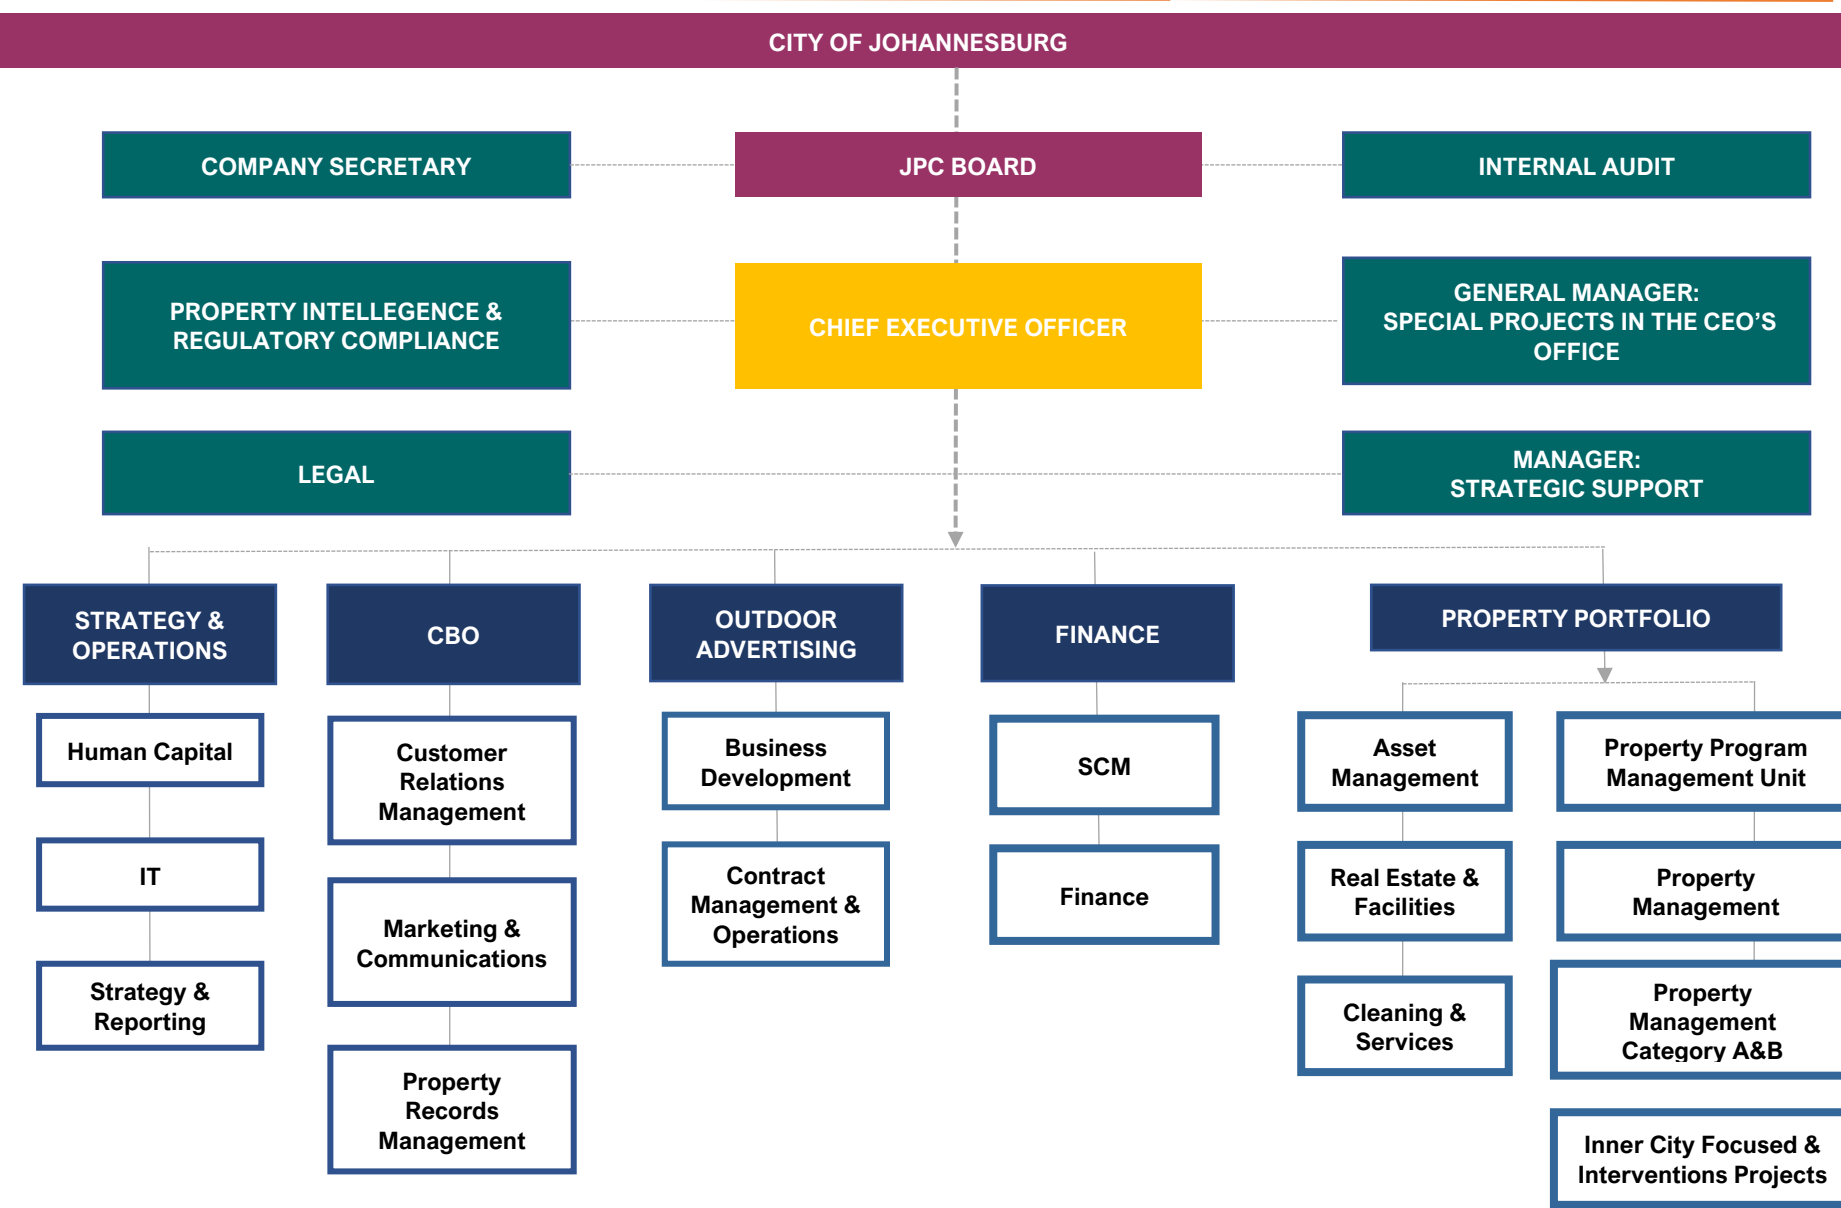 CITY OF JOHANNESBURG
COMPANY SECRETARY
JPC BOARD
INTERNAL AUDIT
PROPERTY INTELLEGENCE &
REGULATORY COMPLIANCE
CHIEF EXECUTIVE OFFICER
GENERAL MANAGER:
SPECIAL PROJECTS IN THE CEO’S
OFFICE
LEGAL
MANAGER:
STRATEGIC SUPPORT
STRATEGY &
OPERATIONS
CBO
OUTDOOR
ADVERTISING
FINANCE
PROPERTY PORTFOLIO
Human Capital
IT
Strategy &
Reporting
Customer
Relations
Management
Marketing &
Communications
Property
Records
Management
Business
Development
Contract
Management &
Operations
SCM
Finance
Asset
Management
Real Estate &
Facilities
Cleaning &
Services
Property Program
Management Unit
Property
Management
Property
Management
Category A&B
Inner City Focused &
Interventions Projects